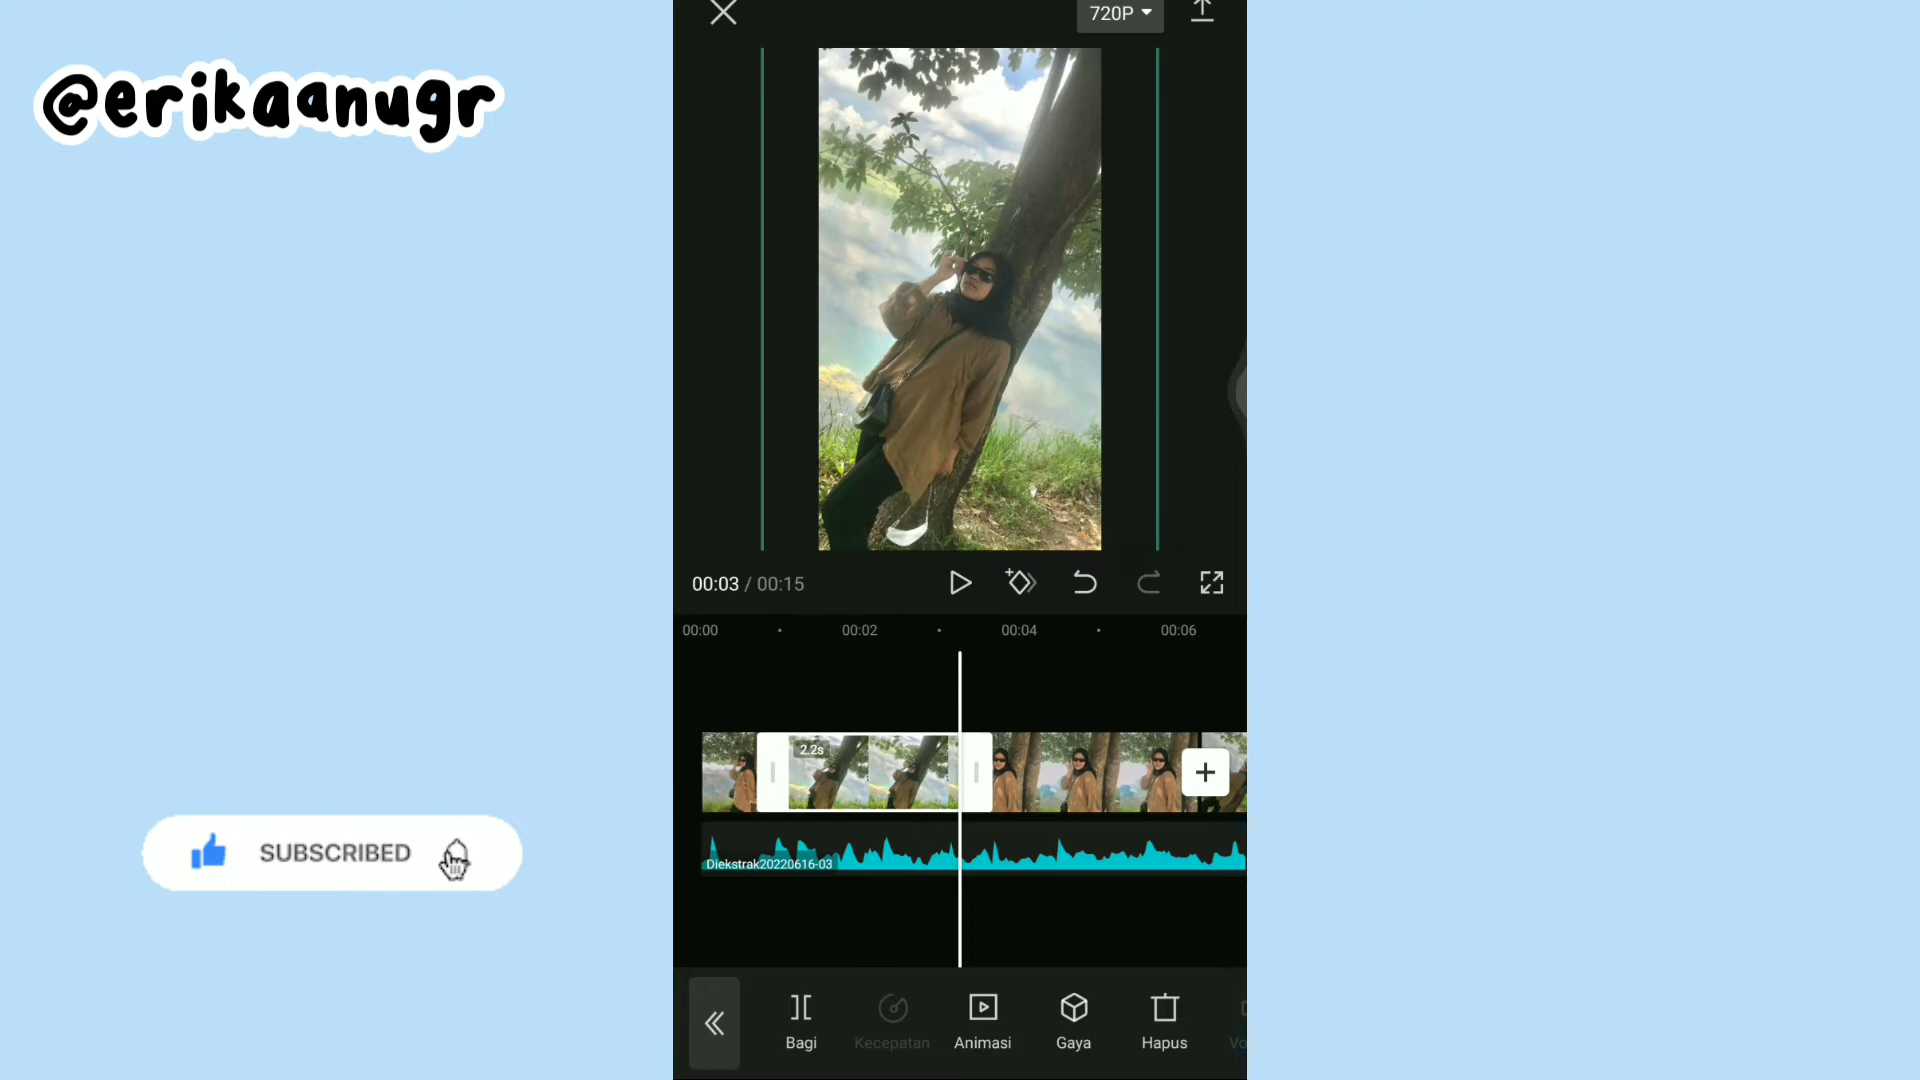 @erikaanugr
720P
00:03 / 00:15
00:00 00:02 00:04 00:06
2.2s
Diekstrak20220616-03
SUBSCRIBED
Bagi Kecepatan Animasi Gaya Hapus